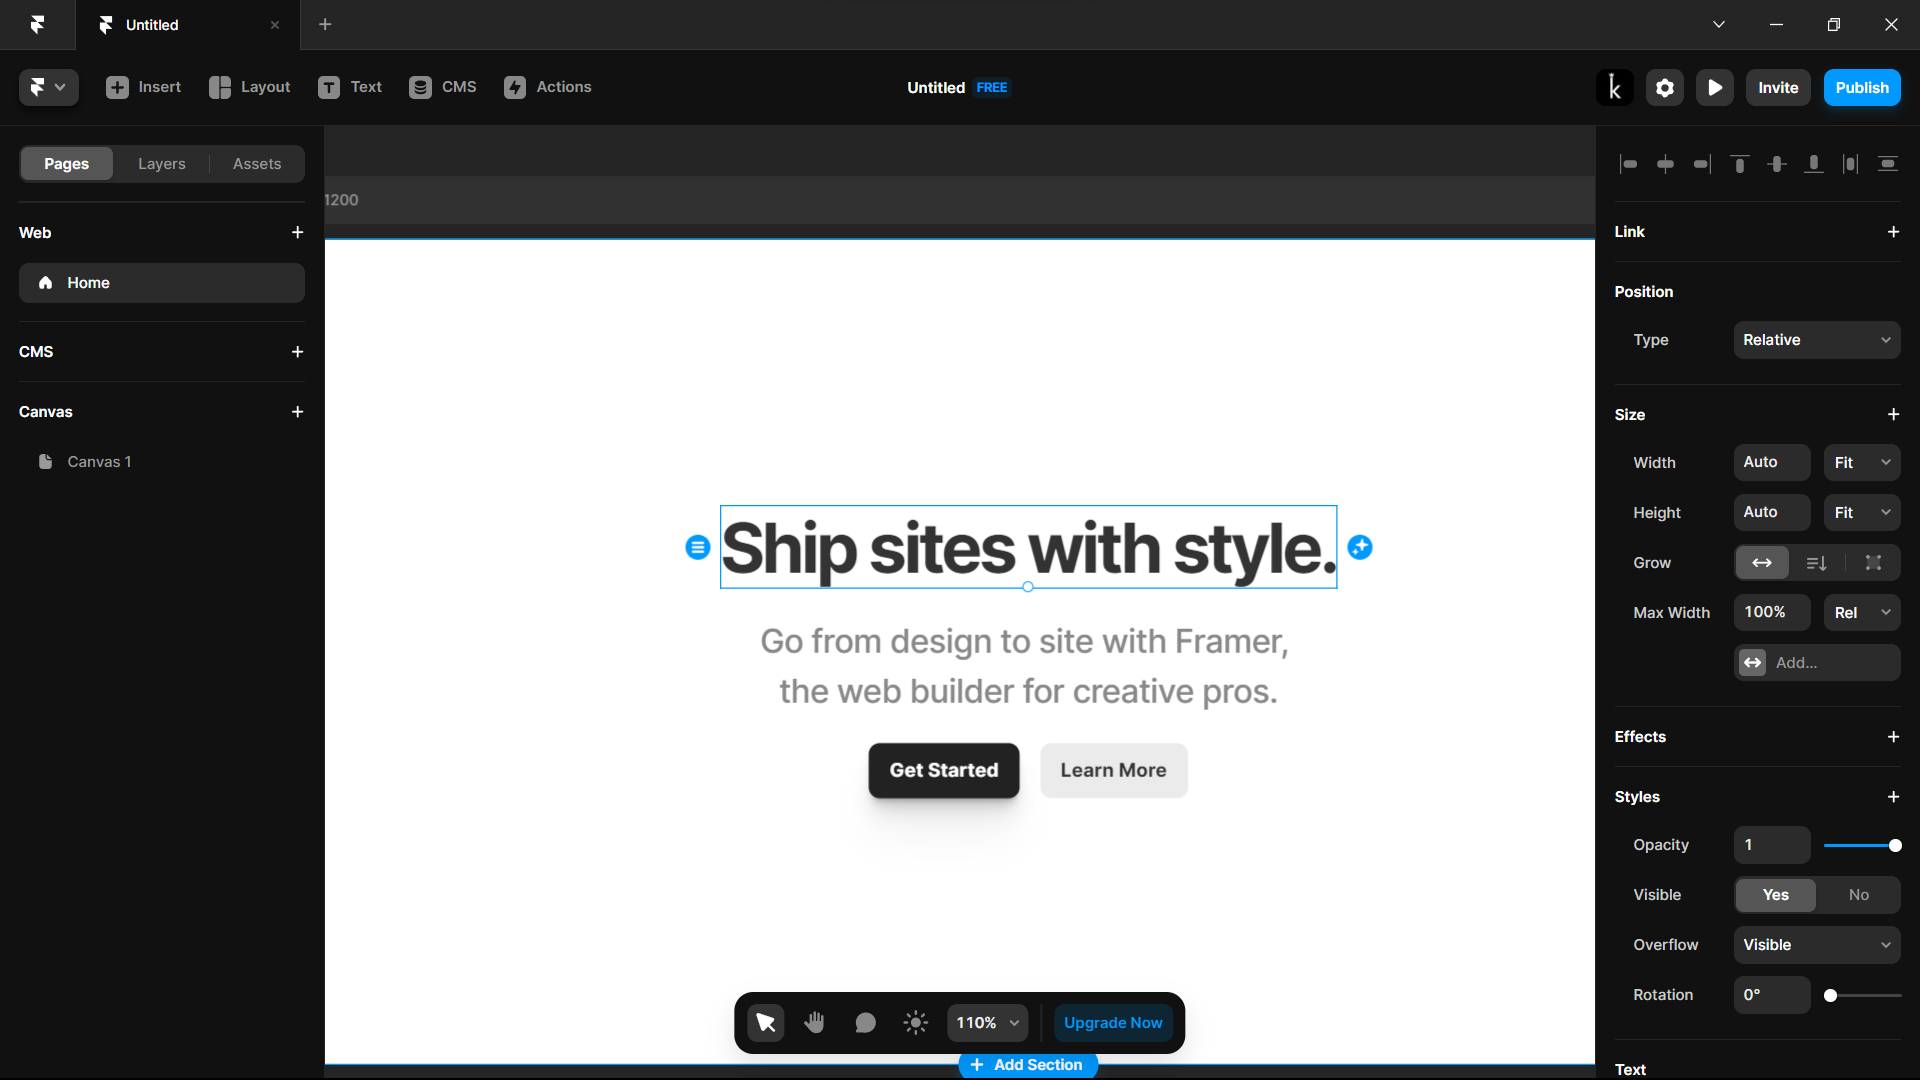 Untitled
Insert
Layout
Text
CMS
Actions
Untitled FREE
k
Invite
Publish
Pages
Layers
Assets
Web
Home
CMS
Canvas
Canvas 1
1200
Ship sites with style.
Go from design to site with Framer,
the web builder for creative pros.
Get Started
Learn More
110%
Upgrade Now
Add Section
Link
Position
Type Relative
Size
Width Auto Fit
Height Auto Fit
Grow
Max Width 100% Rel
Add...
Effects
Styles
Opacity 1
Visible Yes No
Overflow Visible
Rotation 0°
Text